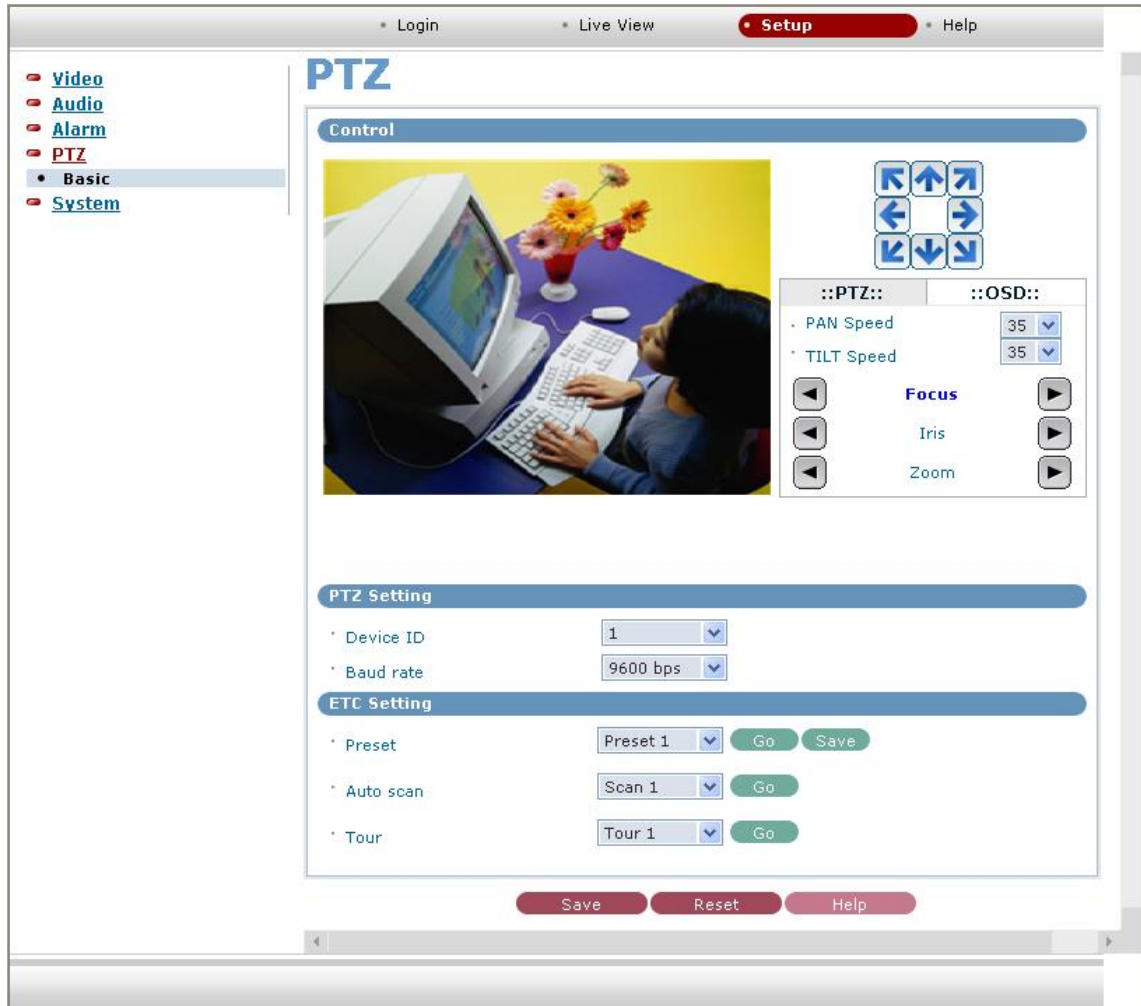 Login
Live View
Setup
Help
Video
Audio
Alarm
PTZ
Basic
System
PTZ
Control
::PTZ::
::OSD::
PAN Speed
35
TILT Speed
35
Focus
Iris
Zoom
PTZ Setting
Device ID
1
Baud rate
9600 bps
ETC Setting
Preset
Preset 1
Go
Save
Auto scan
Scan 1
Go
Tour
Tour 1
Go
Save
Reset
Help